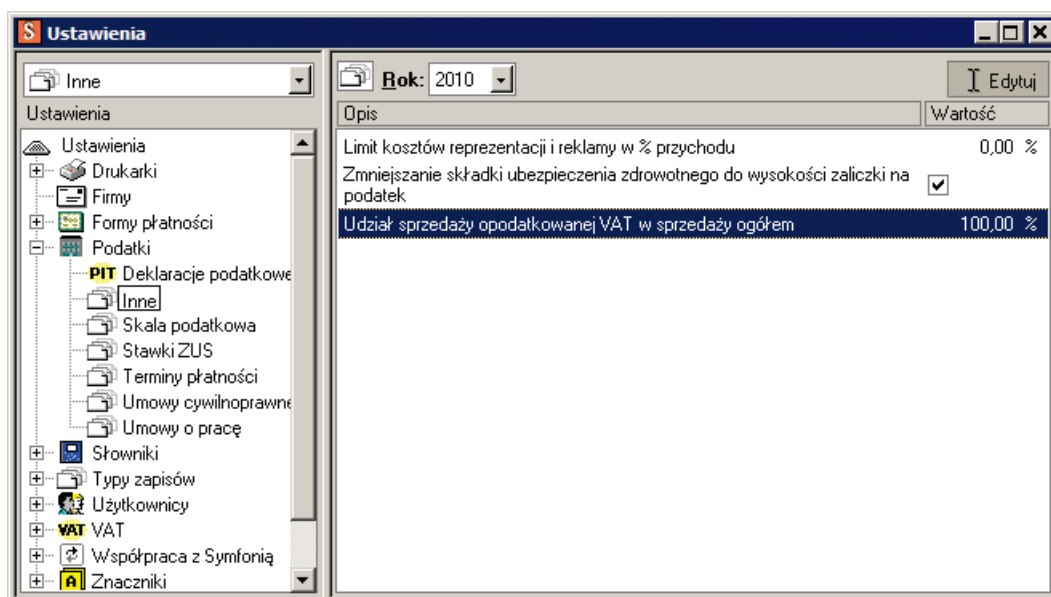 Ustawienia
Inne
Rok: 2010
Edytuj
Ustawienia
Opis
Wartość
Ustawienia
Drukarki
Firmy
Formy płatności
Podatki
PIT Deklaracje podatkowe
Inne
Skala podatkowa
Stawki ZUS
Terminy płatności
Umowy cywilnoprawne
Umowy o pracę
Słowniki
Typy zapisów
Użytkownicy
VAT VAT
Współpraca z Symfonią
A Znaczniki
Limit kosztów reprezentacji i reklamy w % przychodu 0,00 %
Zmniejszanie składki ubezpieczenia zdrowotnego do wysokości zaliczki na
podatek
Udział sprzedaży opodatkowanej VAT w sprzedaży ogółem 100,00 %